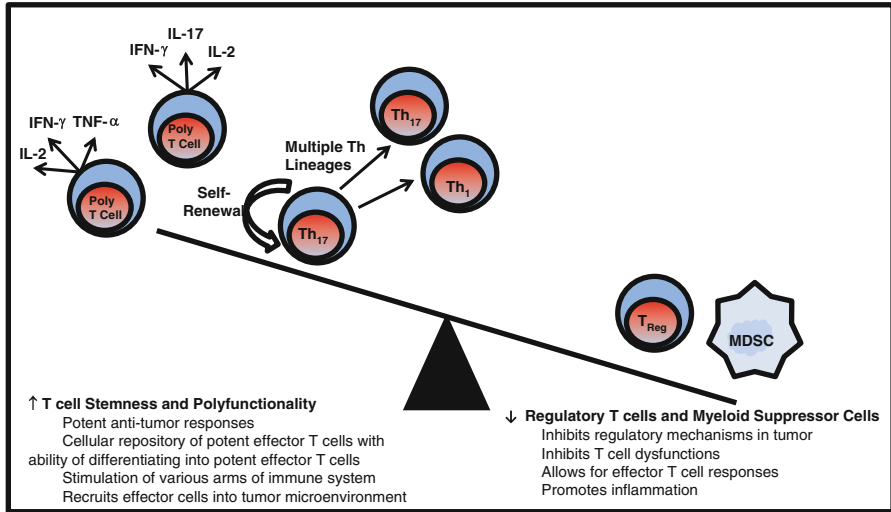 IL-17
IFN-γ
IL-2
Poly
T Cell
IFN-γ TNF-α
IL-2
Poly
T Cell
Multiple Th
Lineages
Th17
Th1
Self-
Renewal
Th17
TReg
MDSC
↑ T cell Stemness and Polyfunctionality
Potent anti-tumor responses
Cellular repository of potent effector T cells with
ability of differentiating into potent effector T cells
Stimulation of various arms of immune system
Recruits effector cells into tumor microenvironment
↓ Regulatory T cells and Myeloid Suppressor Cells
Inhibits regulatory mechanisms in tumor
Inhibits T cell dysfunctions
Allows for effector T cell responses
Promotes inflammation